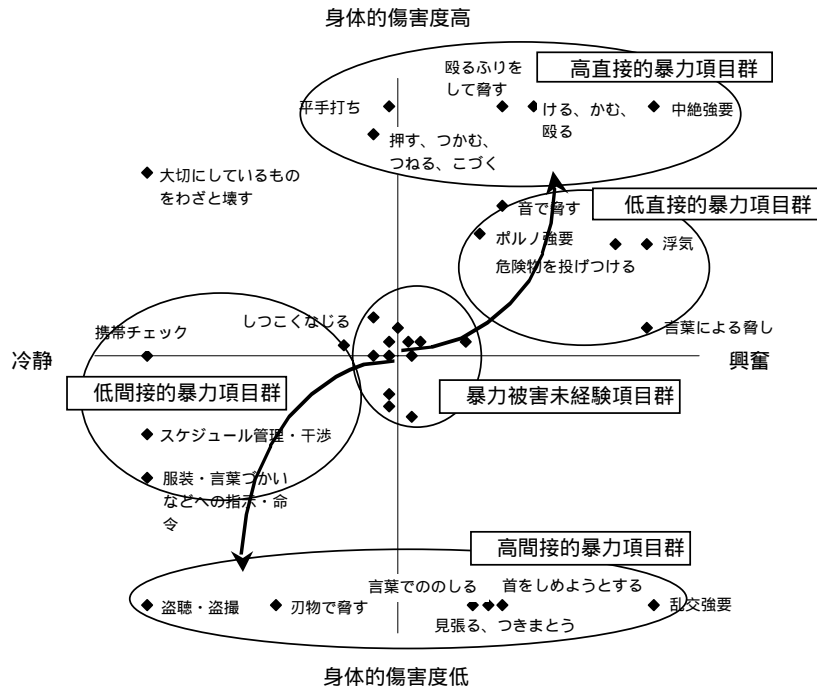 身体的傷害度高
殴るふりを
して脅す
高直接的暴力項目群
平手打ち
ける、かむ、
殴る
中絶強要
押す、つかむ、
つねる、こづく
大切にしているもの
をわざと壊す
音で脅す
低直接的暴力項目群
ポルノ強要
浮気
危険物を投げつける
しつこくなじる
言葉による脅し
携帯チェック
冷静
興奮
低間接的暴力項目群
暴力被害未経験項目群
スケジュール管理・干渉
服装・言葉づかい
などへの指示・命
令
高間接的暴力項目群
言葉でののしる
首をしめようとする
盗聴・盗撮
刃物で脅す
乱交強要
見張る、つきまとう
身体的傷害度低